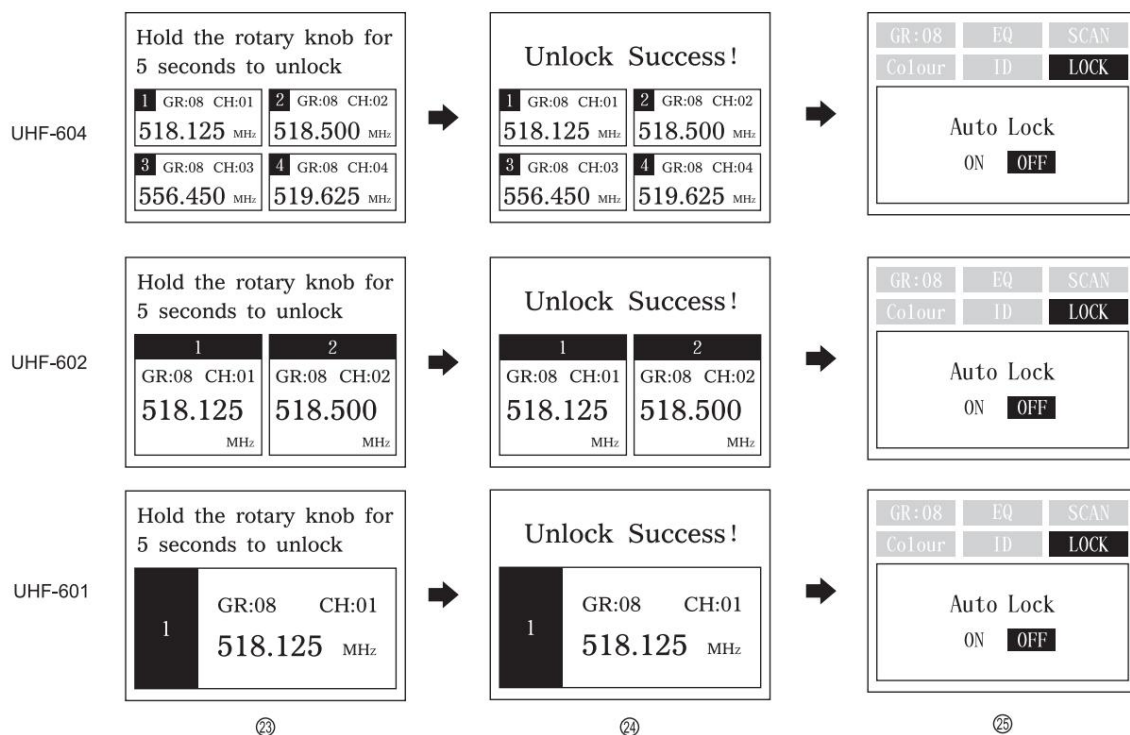 UHF-604
Hold the rotary knob for
5 seconds to unlock
1 GR:08 CH:01
518.125 MHz
2 GR:08 CH:02
518.500 MHz
3 GR:08 CH:03
556.450 MHz
4 GR:08 CH:04
519.625 MHz
Unlock Success!
1 GR:08 CH:01
518.125 MHz
2 GR:08 CH:02
518.500 MHz
3 GR:08 CH:03
556.450 MHz
4 GR:08 CH:04
519.625 MHz
GR:08 EQ SCAN
Colour ID LOCK
Auto Lock
ON OFF
UHF-602
Hold the rotary knob for
5 seconds to unlock
1
GR:08 CH:01
518.125
MHz
2
GR:08 CH:02
518.500
MHz
Unlock Success!
1
GR:08 CH:01
518.125
MHz
2
GR:08 CH:02
518.500
MHz
GR:08 EQ SCAN
Colour ID LOCK
Auto Lock
ON OFF
UHF-601
Hold the rotary knob for
5 seconds to unlock
1
GR:08 CH:01
518.125 MHz
Unlock Success!
1
GR:08 CH:01
518.125 MHz
GR:08 EQ SCAN
Colour ID LOCK
Auto Lock
ON OFF
㉓ ㉔ ㉕